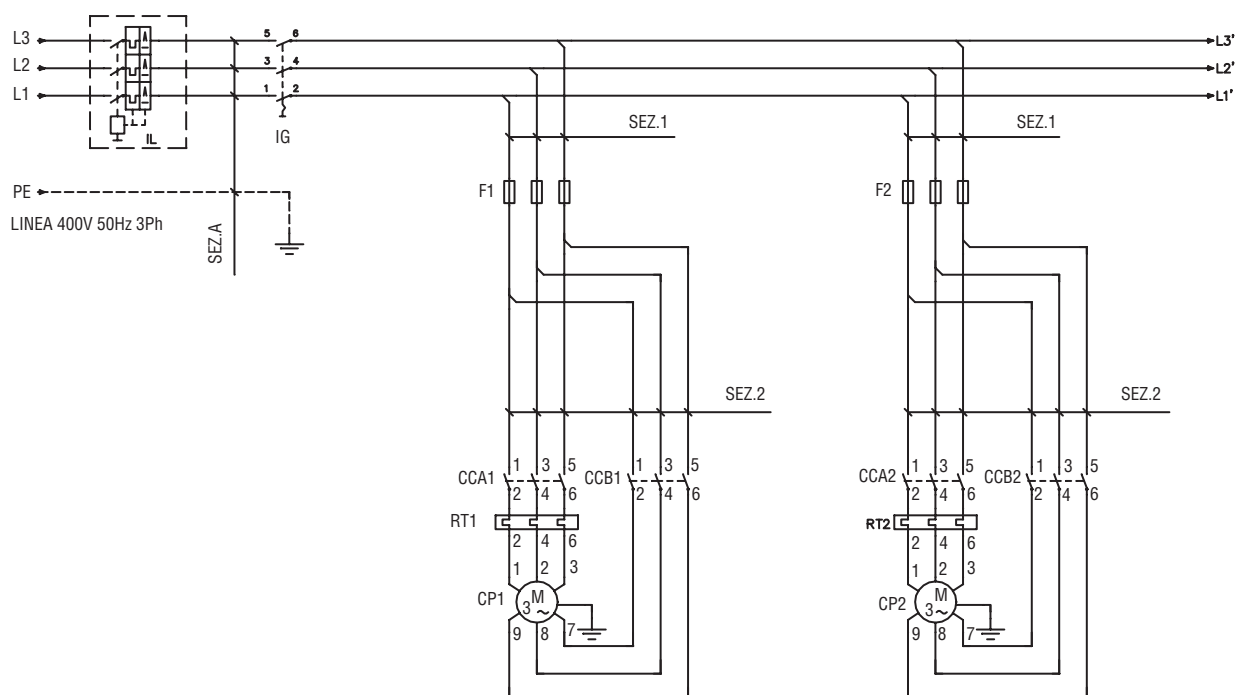 L3 5 6 L3'
L2 3 4 L2'
L1 1 2 L1'
IL IG SEZ.1 SEZ.1
PE F1 F2
LINEA 400V 50Hz 3Ph
SEZ.A
SEZ.2 SEZ.2
1 3 5 1 3 5 1 3 5 1 3 5
CCA1 CCB1 CCA2 CCB2
2 4 6 2 4 6 2 4 6 2 4 6
RT1 RT2
2 4 6 2 4 6
1 2 3 1 2 3
CP1 M 3 ~ CP2 M 3 ~
9 8 7 9 8 7